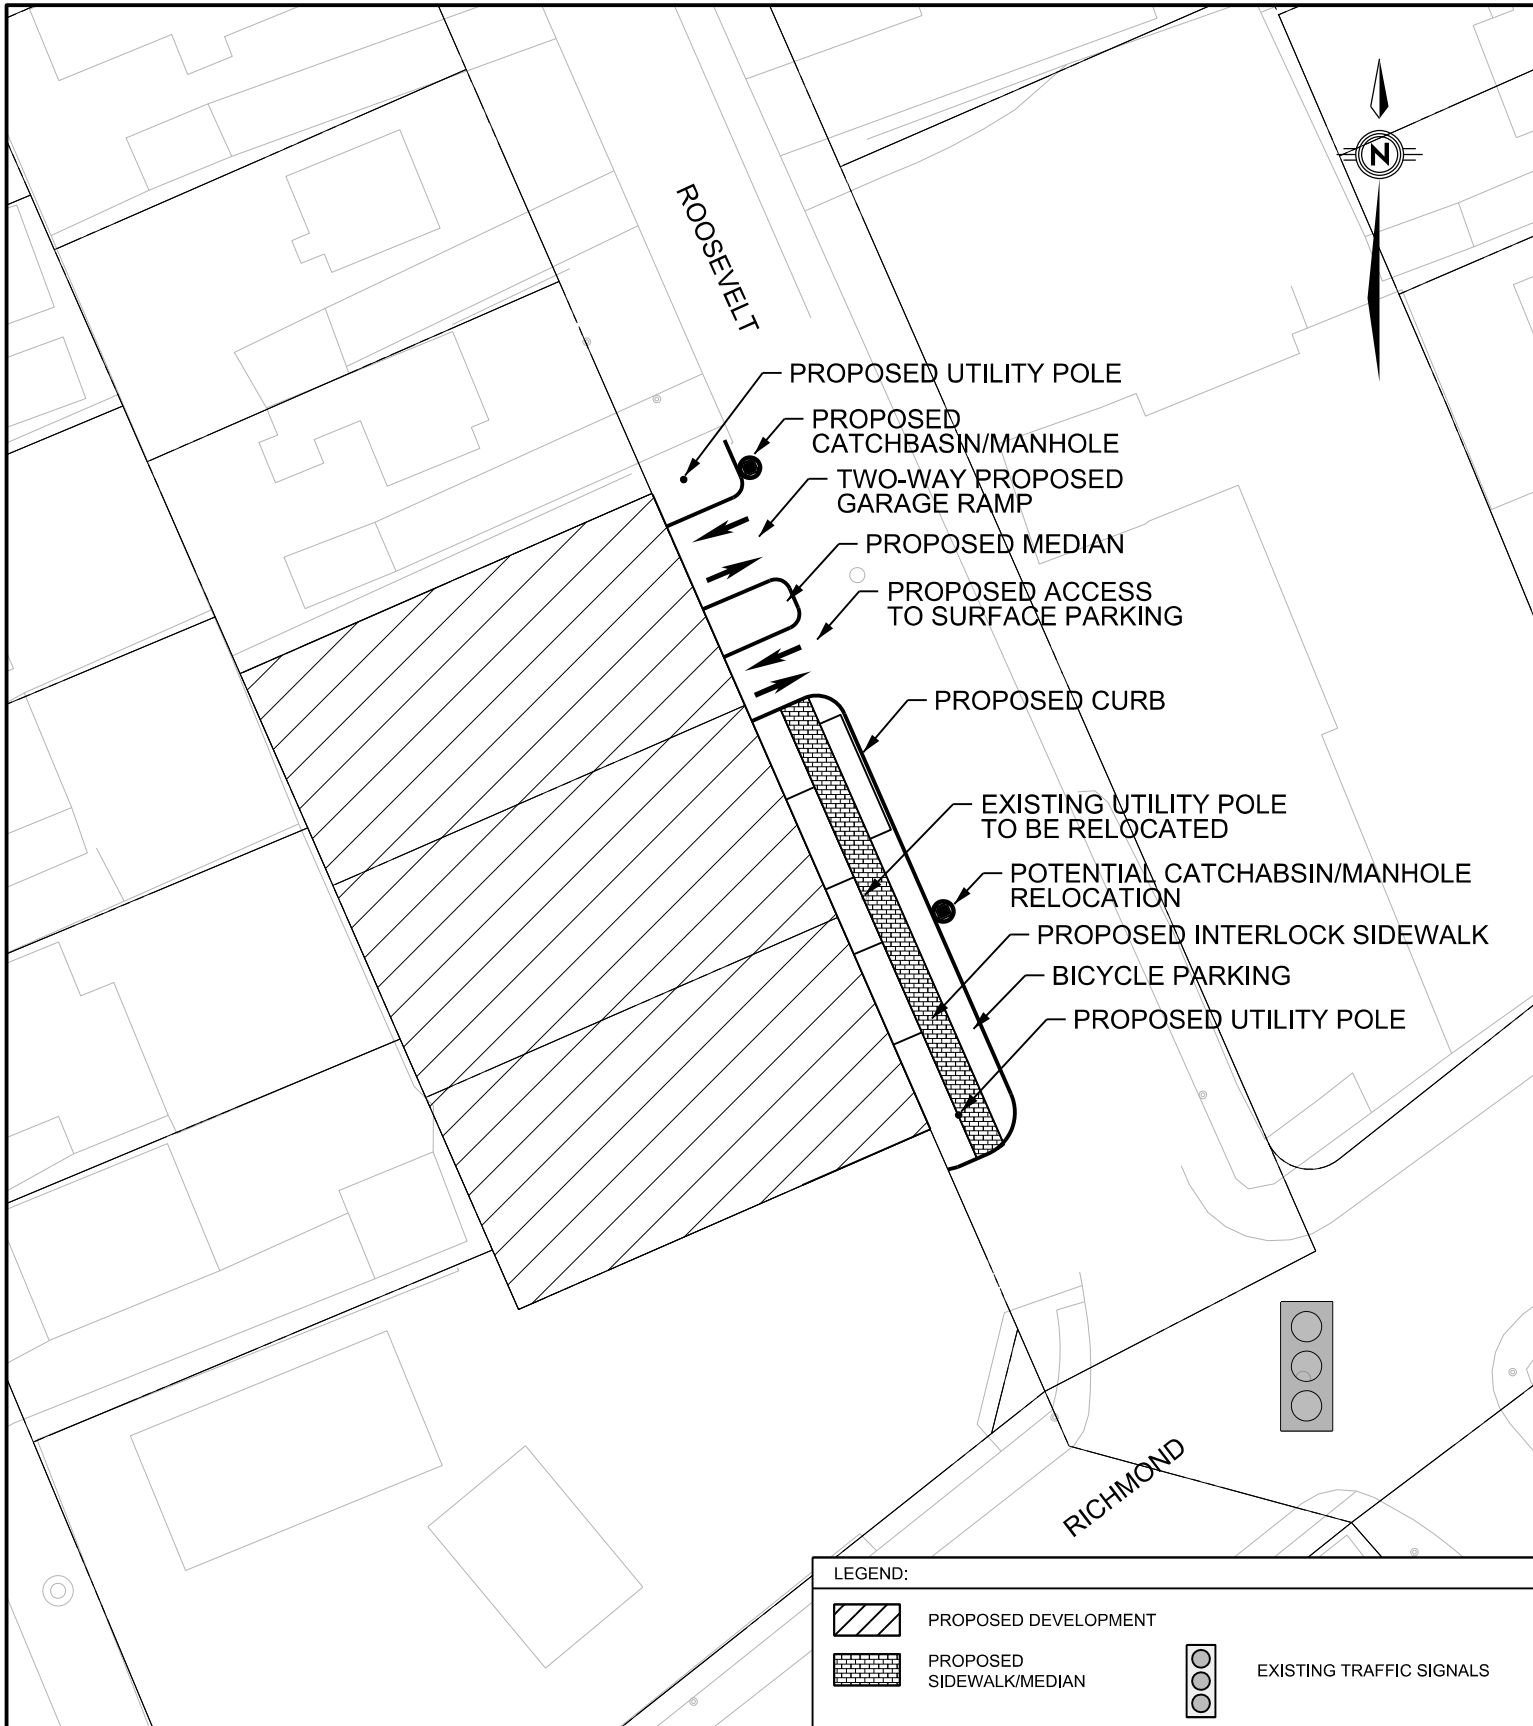 N
ROOSEVELT
PROPOSED UTILITY POLE
PROPOSED
CATCHBASIN/MANHOLE
TWO-WAY PROPOSED
GARAGE RAMP
PROPOSED MEDIAN
PROPOSED ACCESS
TO SURFACE PARKING
PROPOSED CURB
EXISTING UTILITY POLE
TO BE RELOCATED
POTENTIAL CATCHABSIN/MANHOLE
RELOCATION
PROPOSED INTERLOCK SIDEWALK
BICYCLE PARKING
PROPOSED UTILITY POLE
RICHMOND
LEGEND:
PROPOSED DEVELOPMENT
PROPOSED
SIDEWALK/MEDIAN
EXISTING TRAFFIC SIGNALS